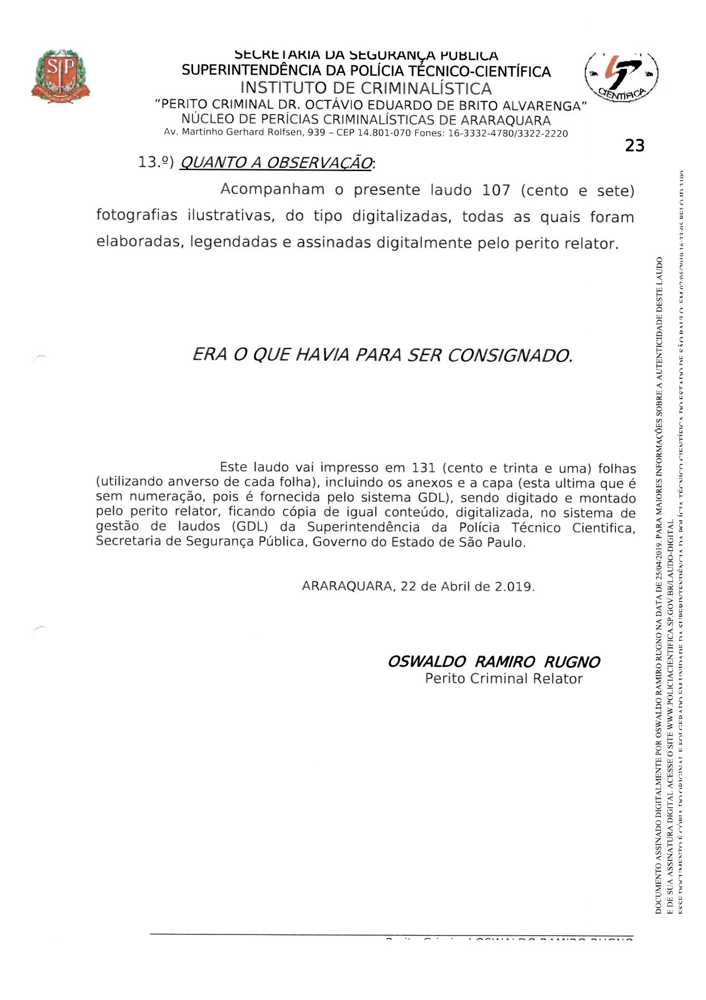 SECRETARIA DA SEGURANÇA PÚBLICA
SUPERINTENDÊNCIA DA POLÍCIA TÉCNICO-CIENTÍFICA
INSTITUTO DE CRIMINALÍSTICA
“PERITO CRIMINAL DR. OCTÁVIO EDUARDO DE BRITO ALVARENGA”
NÚCLEO DE PERÍCIAS CRIMINALÍSTICAS DE ARARAQUARA
Av. Martinho Gerhard Rolfsen, 939 – CEP 14.801-070 Fones: 16-3332-4780/3322-2220
SP
CIENTÍFICA
23
13.º) QUANTO A OBSERVAÇÃO:
Acompanham o presente laudo 107 (cento e sete)
fotografias ilustrativas, do tipo digitalizadas, todas as quais foram
elaboradas, legendadas e assinadas digitalmente pelo perito relator.
ERA O QUE HAVIA PARA SER CONSIGNADO.
Este laudo vai impresso em 131 (cento e trinta e uma) folhas
(utilizando anverso de cada folha), incluindo os anexos e a capa (esta ultima que é
sem numeração, pois é fornecida pelo sistema GDL), sendo digitado e montado
pelo perito relator, ficando cópia de igual conteúdo, digitalizada, no sistema de
gestão de laudos (GDL) da Superintendência da Polícia Técnico Cientifica,
Secretaria de Segurança Pública, Governo do Estado de São Paulo.
ARARAQUARA, 22 de Abril de 2.019.
OSWALDO RAMIRO RUGNO
Perito Criminal Relator
DOCUMENTO ASSINADO DIGITALMENTE POR OSWALDO RAMIRO RUGNO NA DATA DE 25/04/2019. PARA MAIORES INFORMAÇÕES SOBRE A AUTENTICIDADE DESTE LAUDO
E DE SUA ASSINATURA DIGITAL ACESSE O SITE WWW.POLICIACIENTIFICA.SP.GOV.BR/LAUDO-DIGITAL
ESSE DOCUMENTO É CÓPIA DO ORIGINAL E FOI GERADO EM UNIDADE DA SUPERINTENDÊNCIA DA POLÍCIA TÉCNICO CIENTÍFICA DO ESTADO DE SÃO PAULO, EM 07/05/2019 16:33:05 PELO ID 3190
Perito Criminal OSWALDO RAMIRO RUGNO